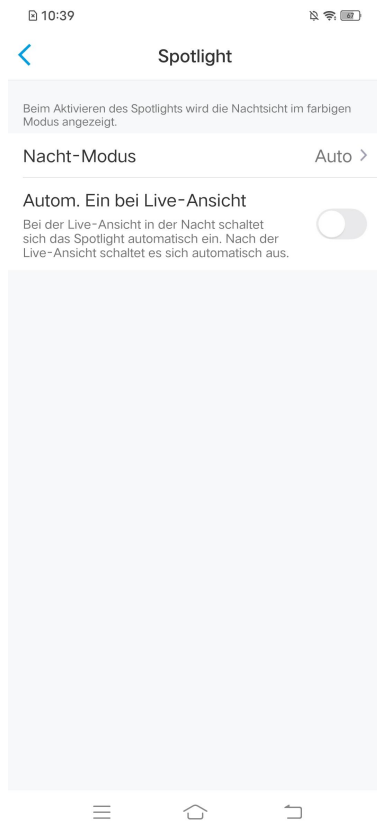 10:39
67
Spotlight
Beim Aktivieren des Spotlights wird die Nachtsicht im farbigen
Modus angezeigt.
Nacht-Modus
Auto
Autom. Ein bei Live-Ansicht
Bei der Live-Ansicht in der Nacht schaltet
sich das Spotlight automatisch ein. Nach der
Live-Ansicht schaltet es sich automatisch aus.